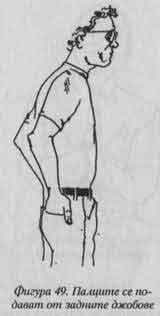 Фигура 49. Палците се по-
дават от задните джобове